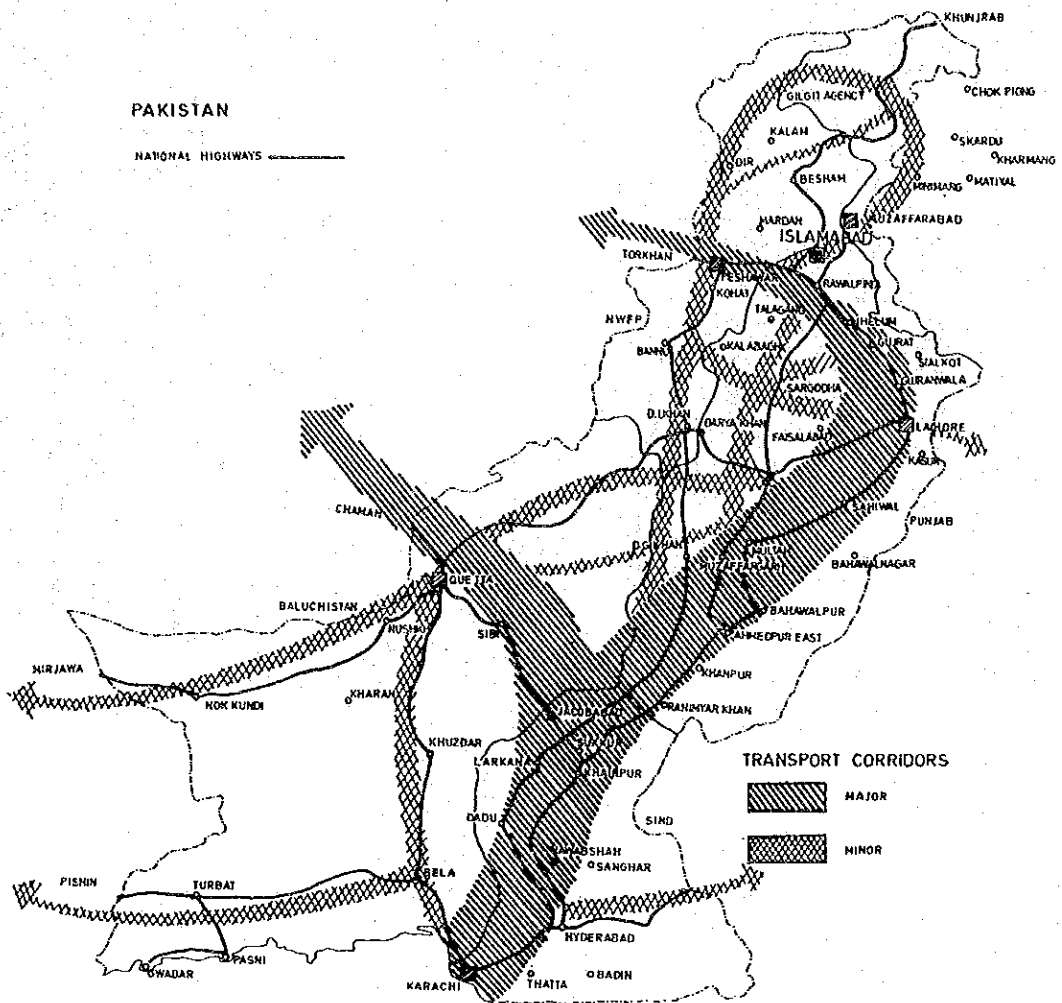 KHUNJRAB
CHOK PIONG
PAKISTAN
GILGIT AGENCY
NATIONAL HIGHWAYS
KALAM
SKARDU
KHARMANG
DIR
BESHAM
MINIMANG
MATIYAL
MARDAN
MUZAFFARABAD
ISLAMABAD
TORKHAN
PESHAWAR
KOHAT
RAWALPINDI
TALAGANG
NWFP
JHELUM
BANNU
KALABAGH
GUJRAT
SIALKOT
SARGODHA
GURANWALA
D.I.KHAN
DARYA KHAN
FAISALABAD
LAHORE
KASUR
CHAMAN
SAHIWAL
PUNJAB
D.G.KHAN
MULTAN
MUZAFFARGARH
BAHAWALNAGAR
QUETTA
BALUCHISTAN
BAHAWALPUR
NUSHKI
SIBI
AHMEDPUR EAST
MIRJAWA
KHANPUR
NOK KUNDI
KHARAN
RAHIMYAR KHAN
JACOBABAD
SUKKUR
KHUZDAR
LARKANA
KHAIRPUR
TRANSPORT CORRIDORS
MAJOR
DADU
SIND
MINOR
NAWABSHAH
SANGHAR
PISHIN
TURBAT
BELA
HYDERABAD
GWADAR
PASNI
KARACHI
THATTA
BADIN